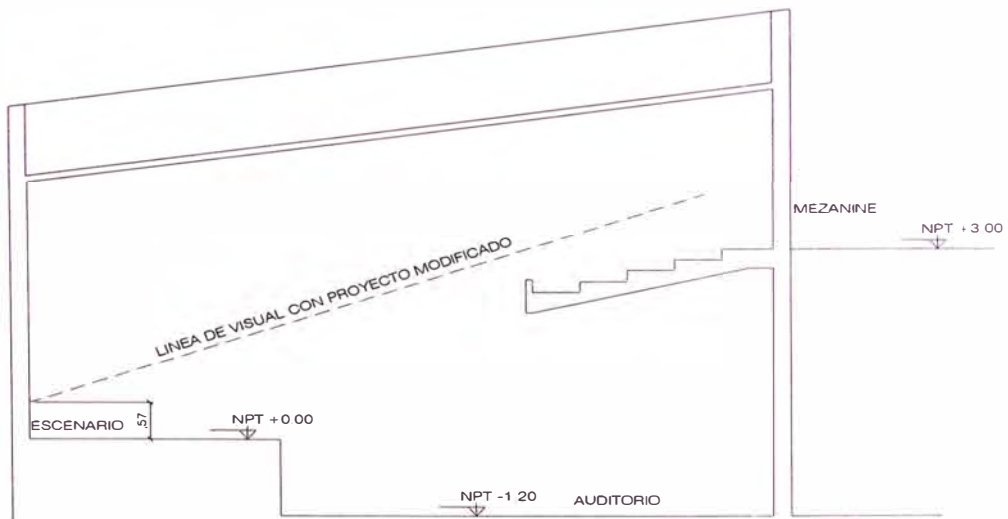 MEZANINE
NPT +3 00
LINEA DE VISUAL CON PROYECTO MODIFICADO
ESCENARIO
.57
NPT +0.00
NPT -1 20
AUDITORIO